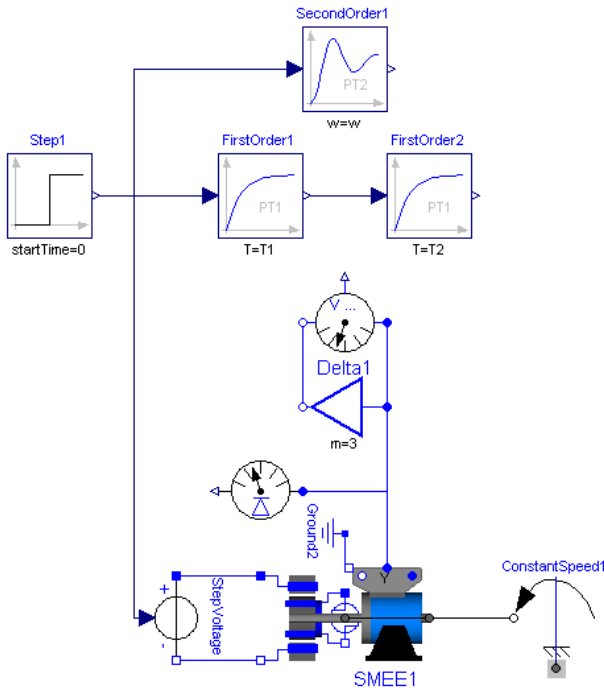 SecondOrder1
PT2
w=w
Step1
FirstOrder1
FirstOrder2
PT1
PT1
startTime=0
T=T1
T=T2
V ...
Delta1
m=3
Ground2
ConstantSpeed1
StepVoltage
+
-
Y
SMEE1